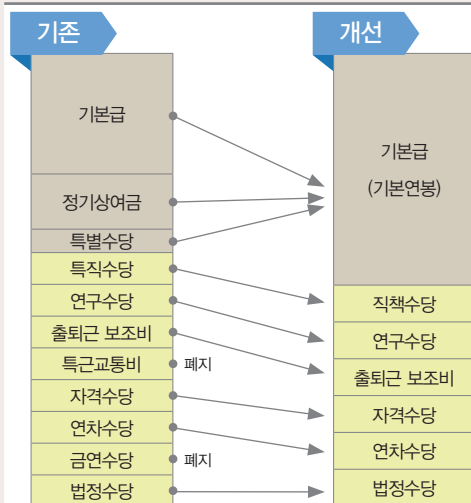 기존
기본급
정기상여금
특별수당
특직수당
연구수당
출퇴근 보조비
특근교통비
폐지
자격수당
연차수당
금연수당
폐지
법정수당
개선
기본급
(기본연봉)
직책수당
연구수당
출퇴근 보조비
자격수당
연차수당
법정수당